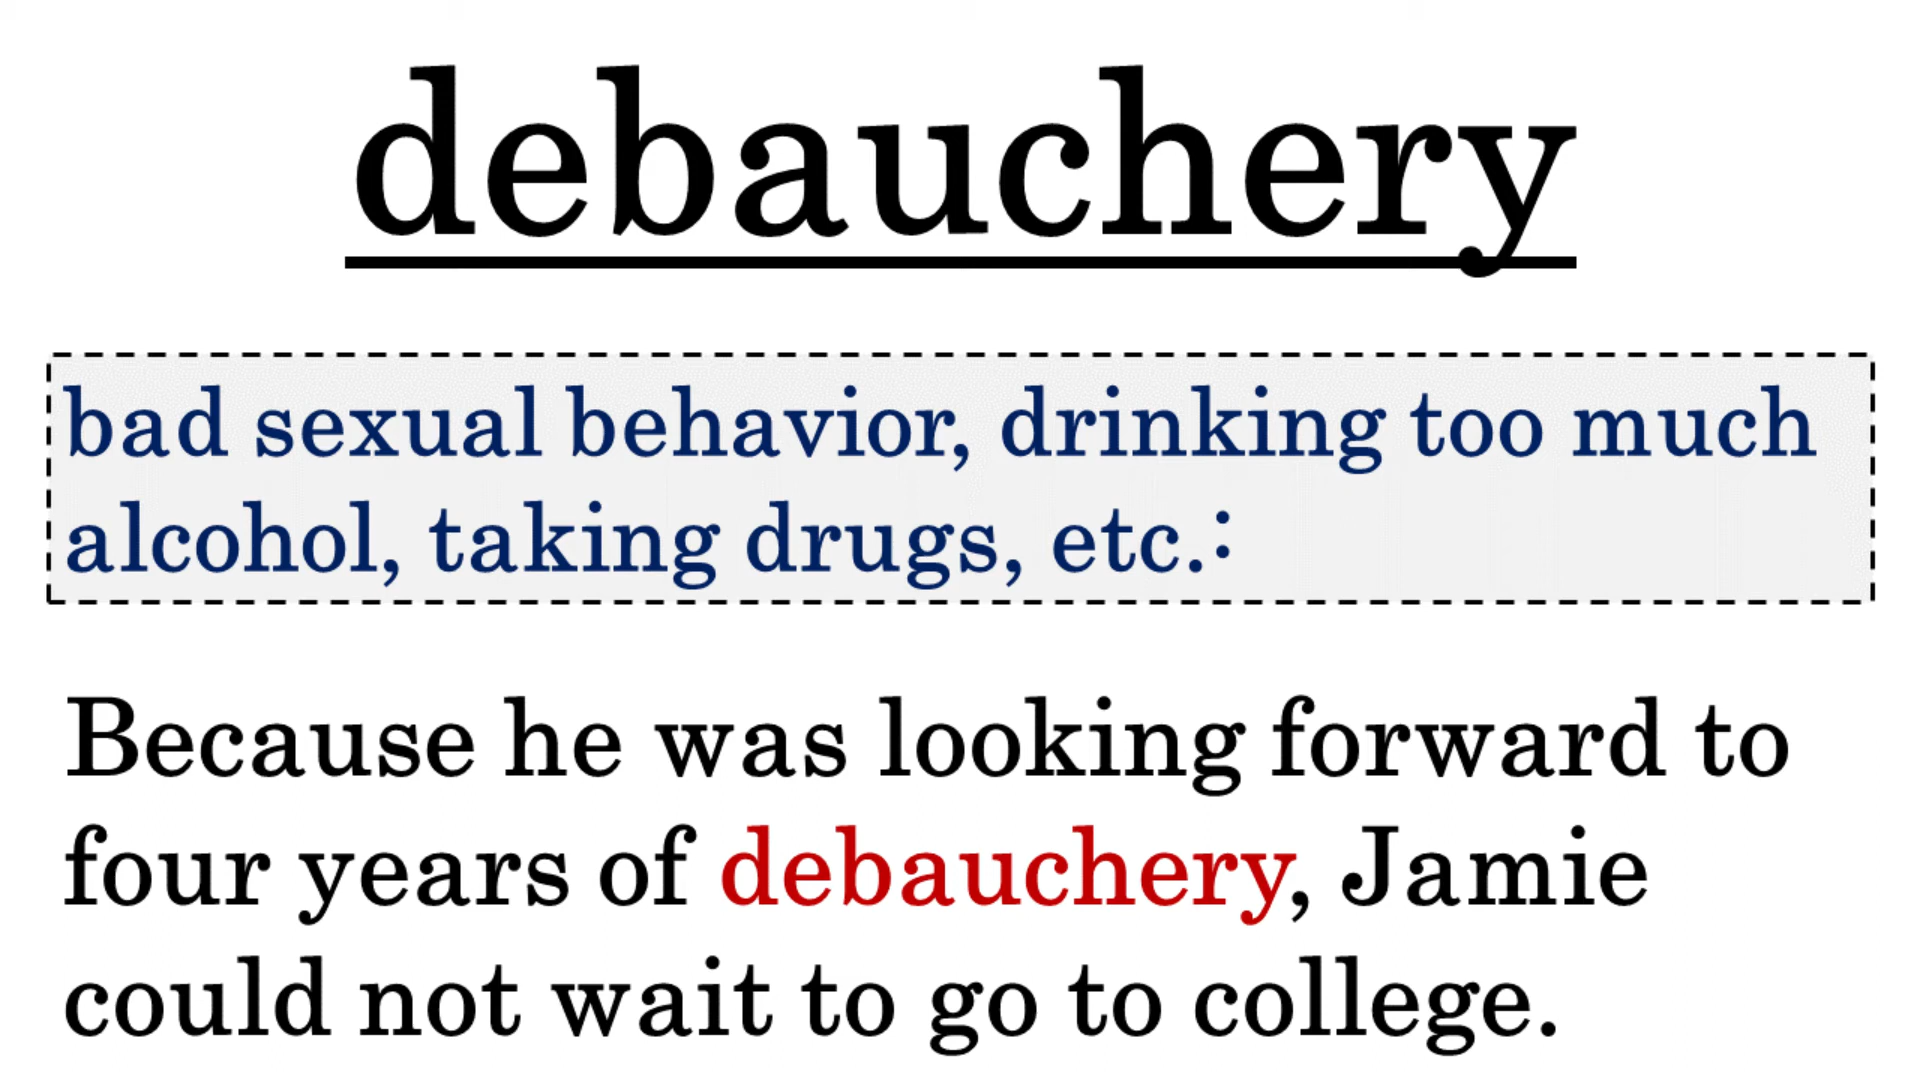 debauchery
bad sexual behavior, drinking too much
alcohol, taking drugs, etc.:
Because he was looking forward to
four years of debauchery, Jamie
could not wait to go to college.